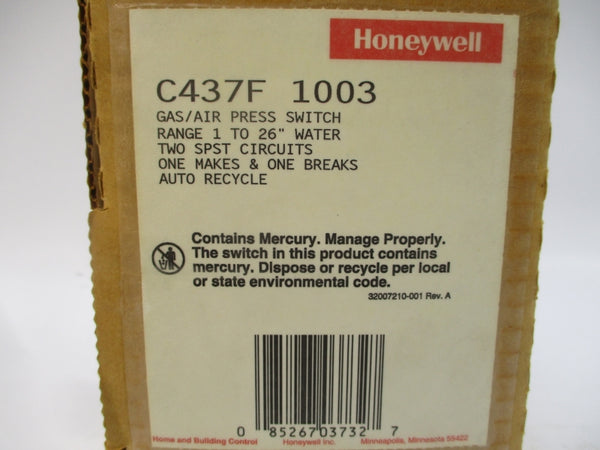 Honeywell
C437F 1003
GAS/AIR PRESS SWITCH
RANGE 1 TO 26" WATER
TWO SPST CIRCUITS
ONE MAKES & ONE BREAKS
AUTO RECYCLE
Contains Mercury. Manage Properly.
The switch in this product contains
mercury. Dispose or recycle per local
or state environmental code.
32007210-001 Rev. A
0 85267 03732 7
Home and Building Control Honeywell Inc. Minneapolis, Minnesota 55422